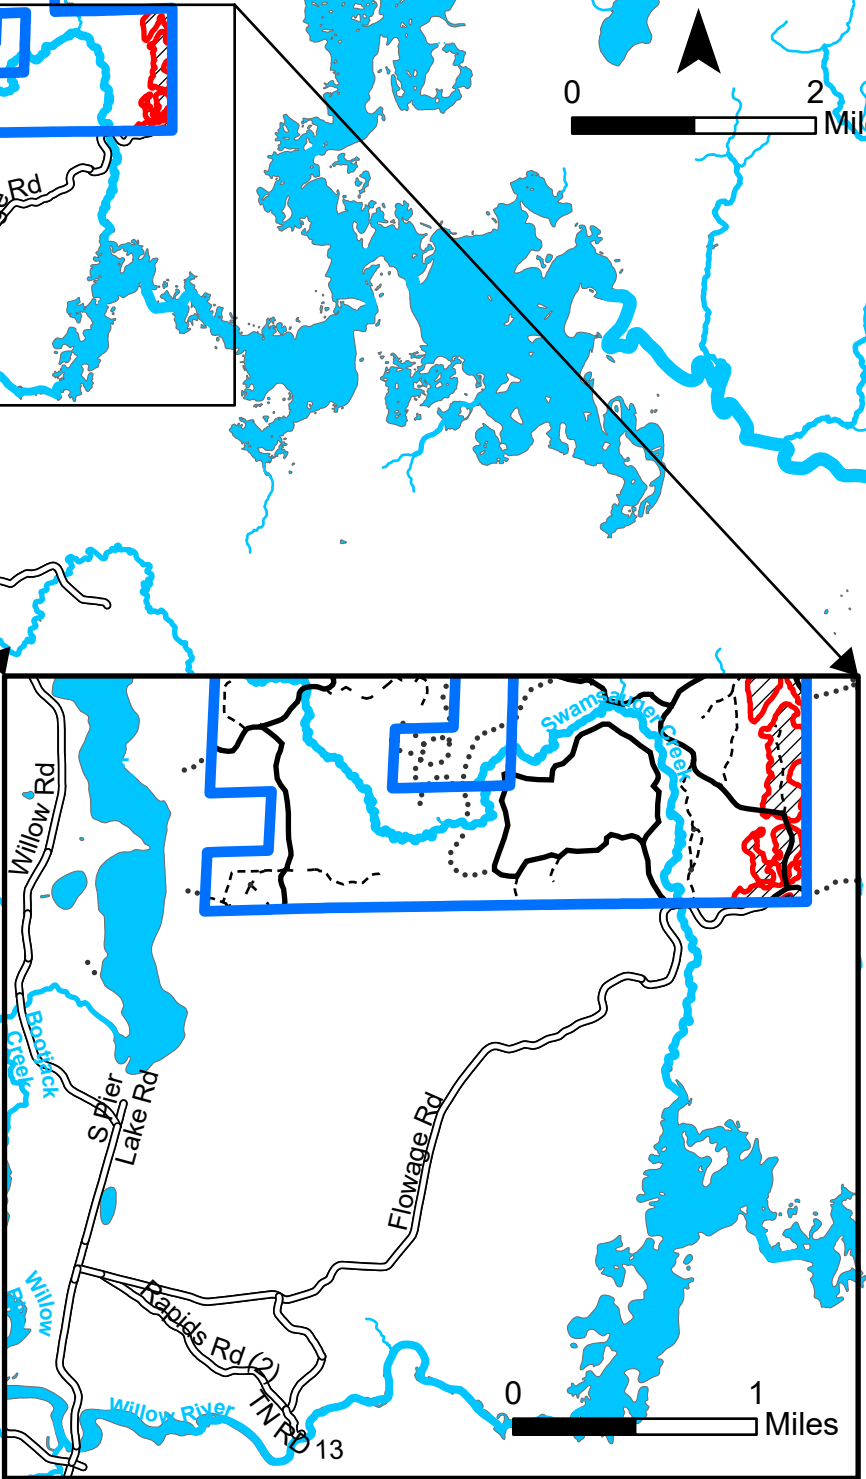 0 2
Mil
e Rd
Swamsauger Creek
Willow Rd
Bootjack
Creek
S Pier
Lake Rd
Flowage Rd
Willow
Rapids Rd (2)
TN RD 13
Willow River
0 1
Miles